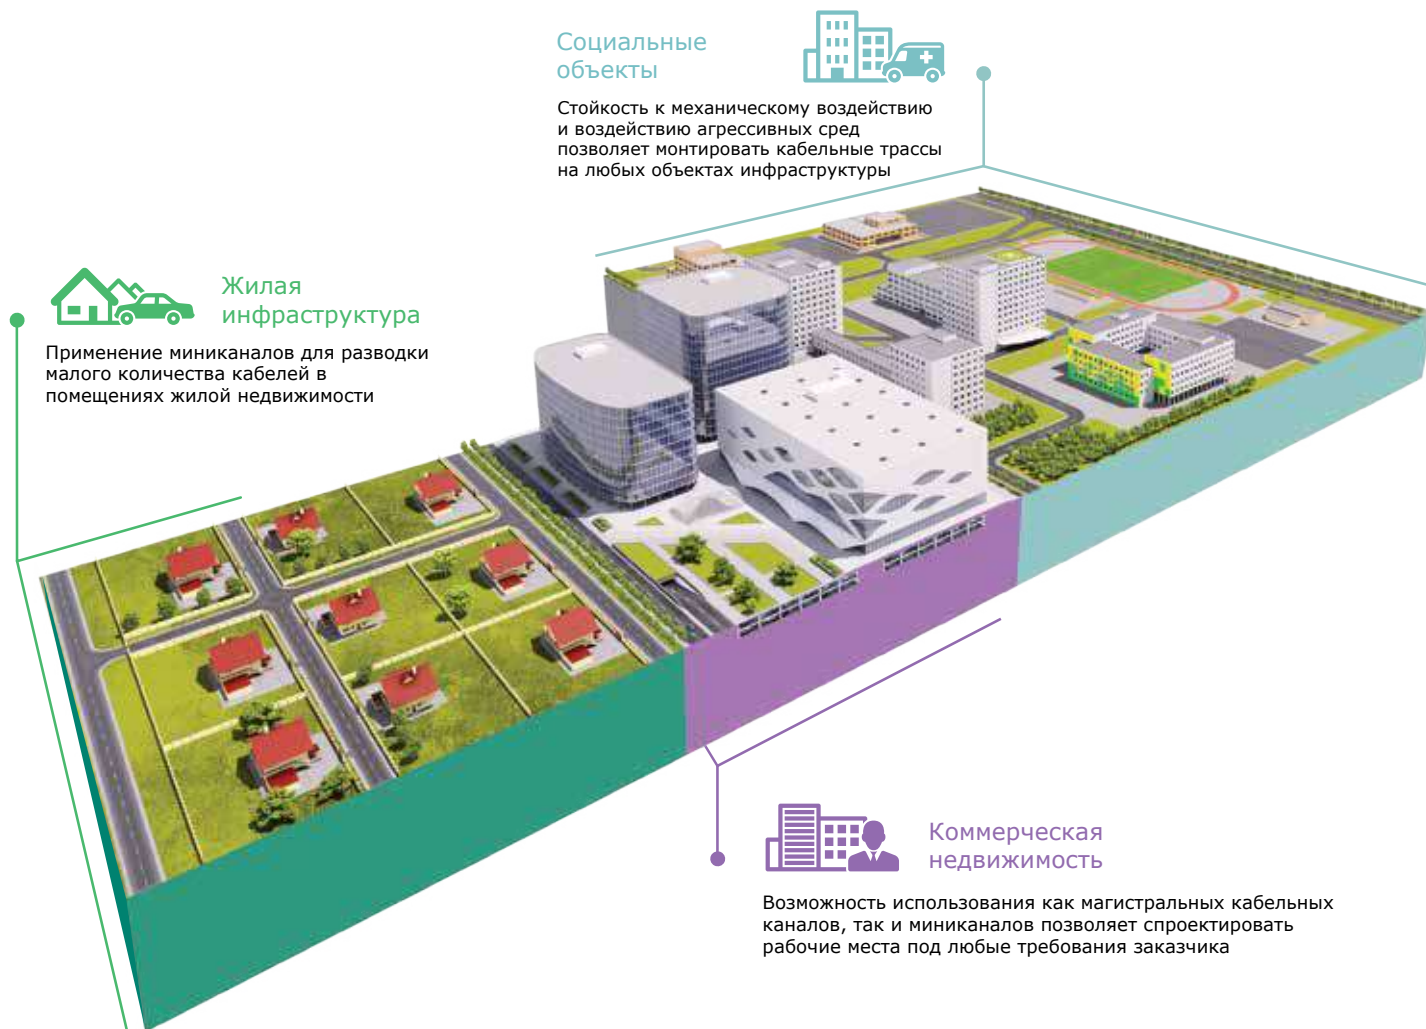 Социальные
объекты
Стойкость к механическому воздействию
и воздействию агрессивных сред
позволяет монтировать кабельные трассы
на любых объектах инфраструктуры
Жилая
инфраструктура
Применение миниканалов для разводки
малого количества кабелей в
помещениях жилой недвижимости
Коммерческая
недвижимость
Возможность использования как магистральных кабельных
каналов, так и миниканалов позволяет спроектировать
рабочие места под любые требования заказчика